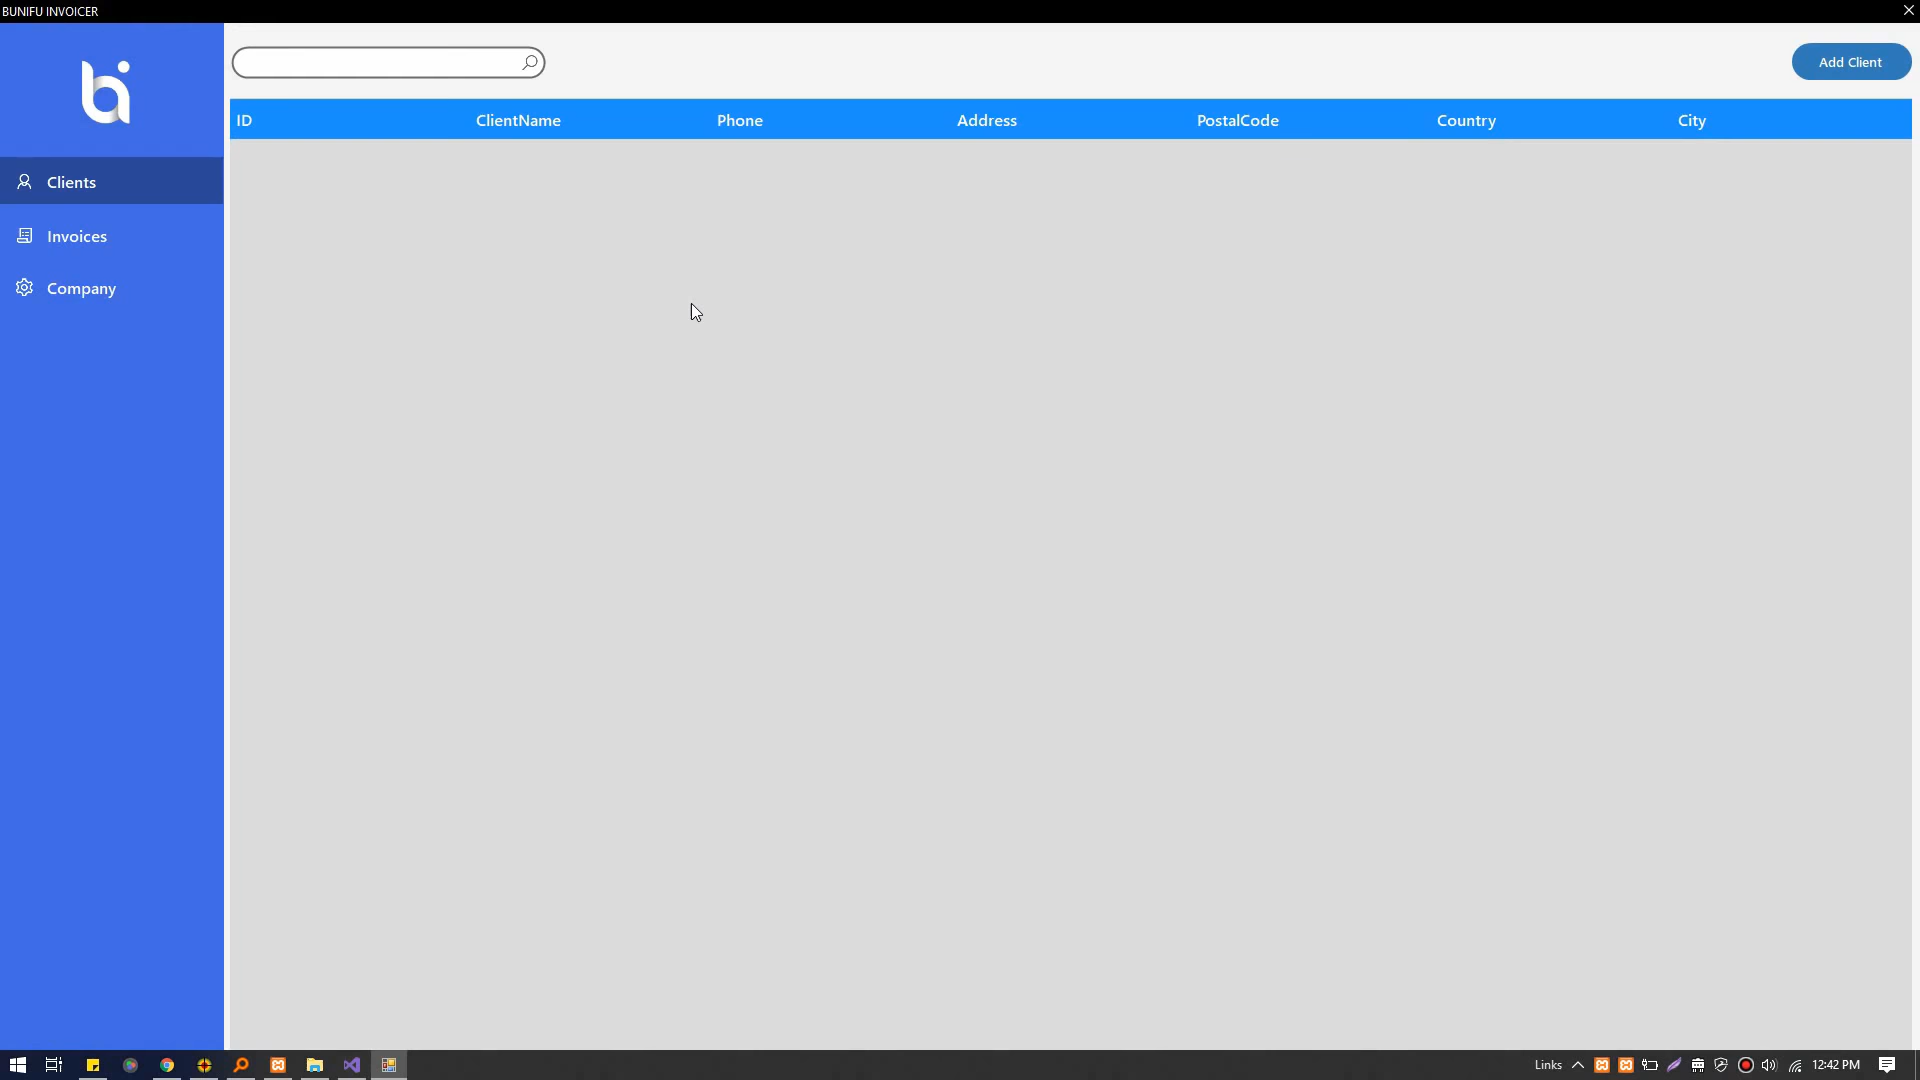 BUNIFU INVOICER
Add Client
ID ClientName Phone Address PostalCode Country City
Clients
Invoices
Company
Links 12:42 PM